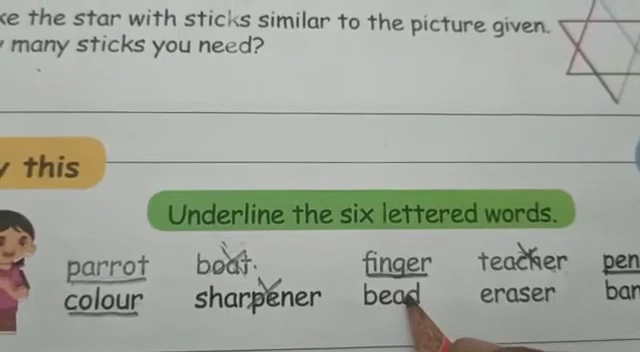 ke the star with sticks similar to the picture given.
many sticks you need?
this
Underline the six lettered words.
parrot boat. finger teacher pen
colour sharpener bead eraser